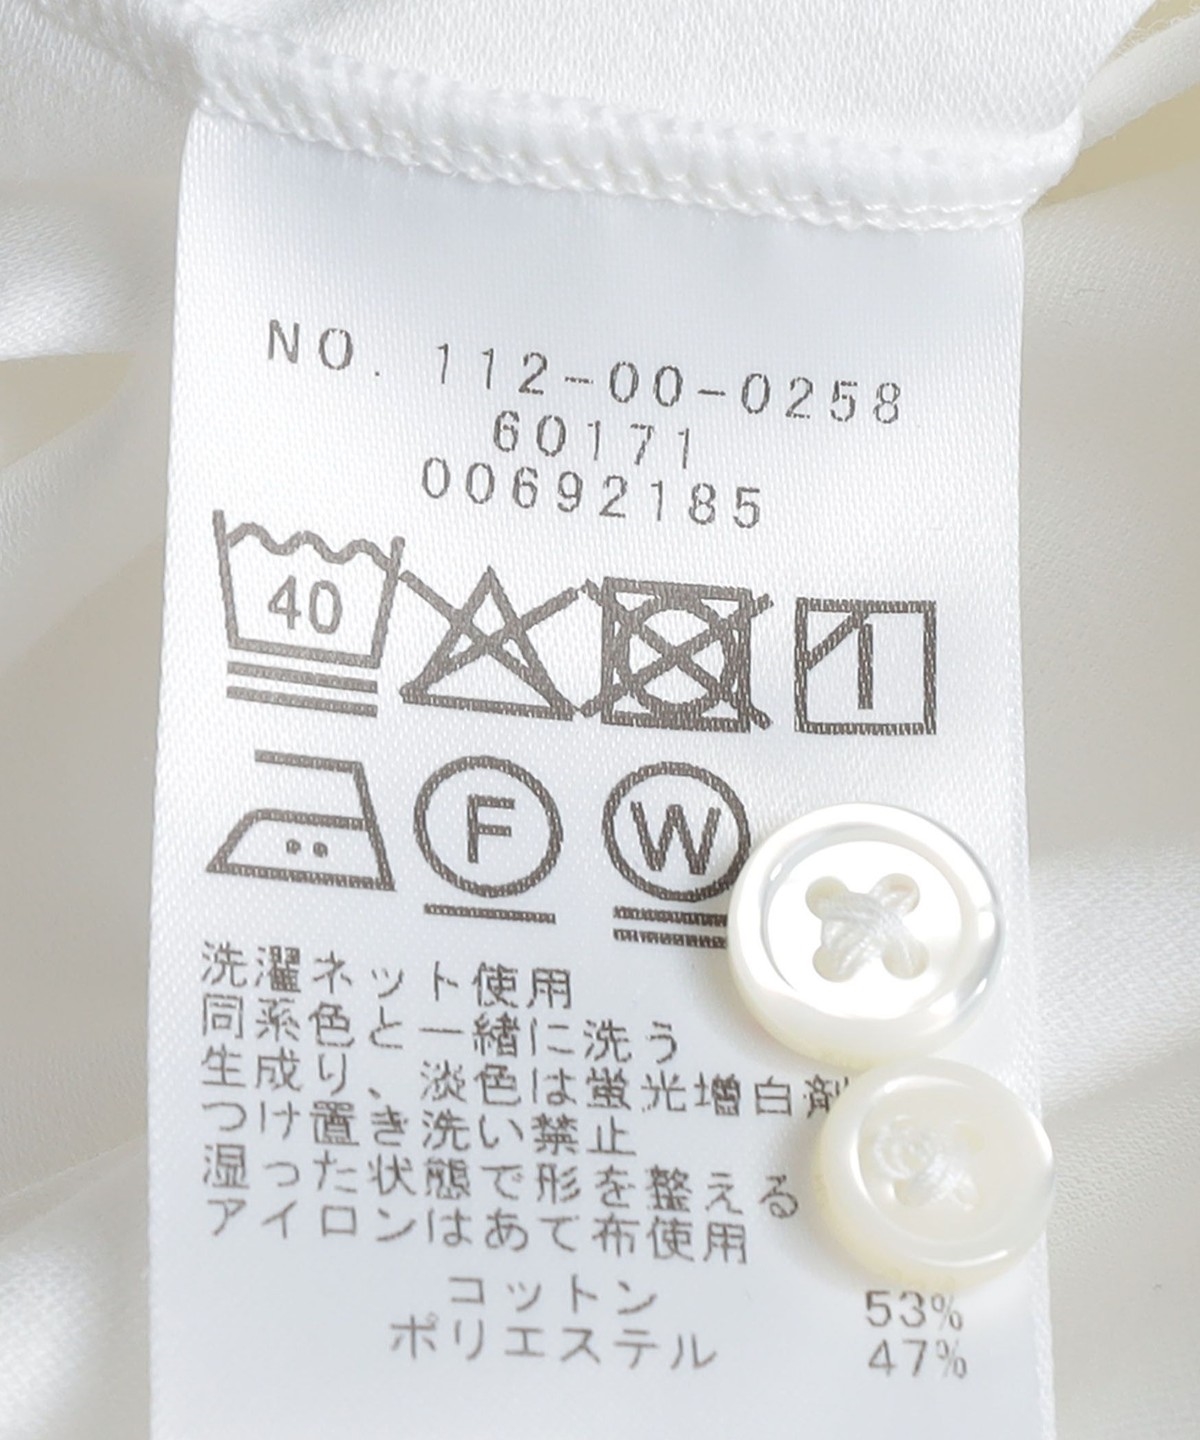 NO. 112-00-0258
60171
00692185
40
F W
洗濯ネット使用
同系色と一緒に洗う
生成り、淡色は蛍光増白剤
つけ置き洗い禁止
湿った状態で形を整える
アイロンはあて布使用
コットン 53%
ポリエステル 47%